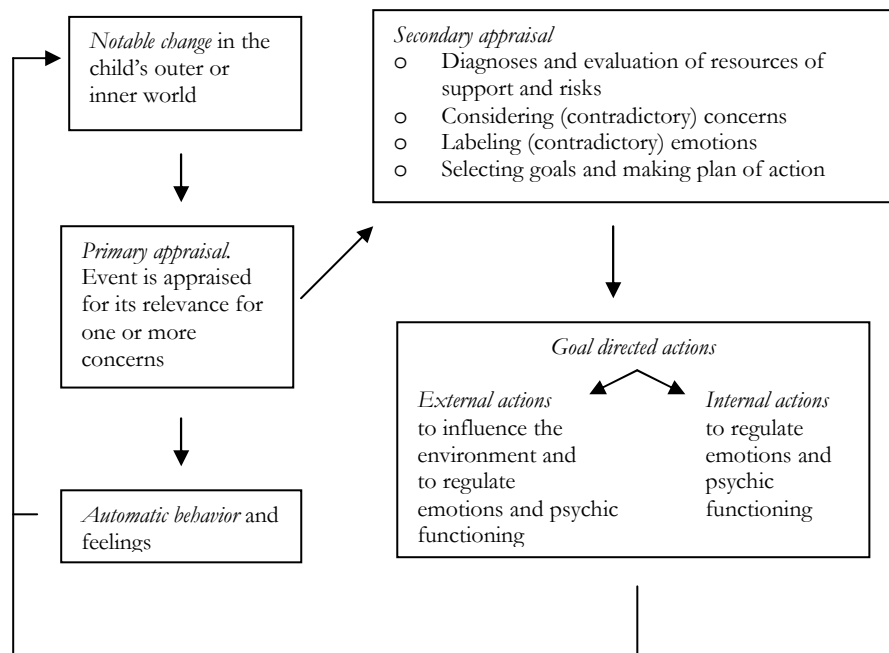 Notable change in the
child's outer or
inner world
Primary appraisal.
Event is appraised
for its relevance for
one or more
concerns
Automatic behavior and
feelings
Secondary appraisal
o Diagnoses and evaluation of resources of
support and risks
o Considering (contradictory) concerns
o Labeling (contradictory) emotions
o Selecting goals and making plan of action
Goal directed actions
External actions
to influence the
environment and
to regulate
emotions and psychic
functioning
Internal actions
to regulate
emotions and
psychic
functioning